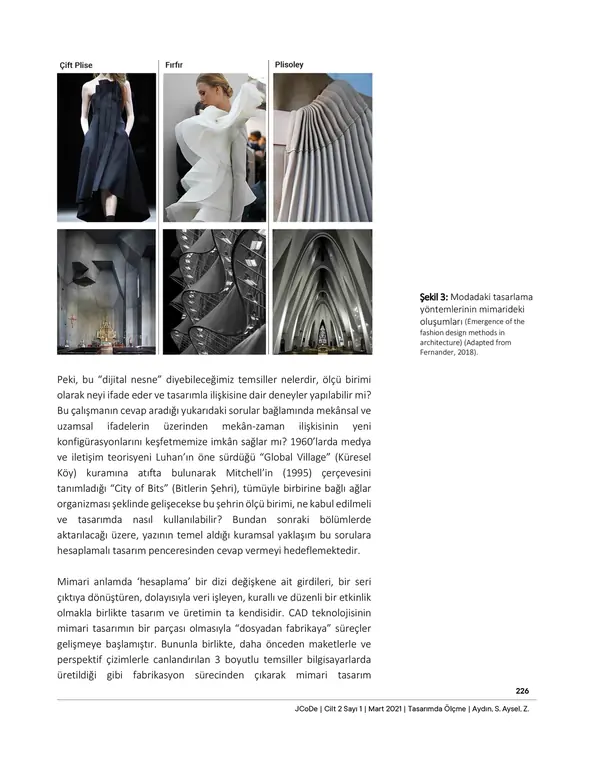 Çift Plise
Fırfır
Plisoley
Şekil 3: Modadaki tasarlama
yöntemlerinin mimarideki
oluşumları (Emergence of the
fashion design methods in
architecture) (Adapted from
Fernander, 2018).
Peki, bu “dijital nesne” diyebileceğimiz temsiller nelerdir, ölçü birimi
olarak neyi ifade eder ve tasarımla ilişkisine dair deneyler yapılabilir mi?
Bu çalışmanın cevap aradığı yukarıdaki sorular bağlamında mekânsal ve
uzamsal ifadelerin üzerinden mekân-zaman ilişkisinin yeni
konfigürasyonlarını keşfetmemize imkân sağlar mı? 1960’larda medya
ve iletişim teorisyeni Luhan’ın öne sürdüğü “Global Village” (Küresel
Köy) kuramına atıfta bulunarak Mitchell’in (1995) çerçevesini
tanımladığı “City of Bits” (Bitlerin Şehri), tümüyle birbirine bağlı ağlar
organizması şeklinde gelişecekse bu şehrin ölçü birimi, ne kabul edilmeli
ve tasarımda nasıl kullanılabilir? Bundan sonraki bölümlerde
aktarılacağı üzere, yazının temel aldığı kuramsal yaklaşım bu sorulara
hesaplamalı tasarım penceresinden cevap vermeyi hedeflemektedir.
Mimari anlamda ‘hesaplama’ bir dizi değişkene ait girdileri, bir seri
çıktıya dönüştüren, dolayısıyla veri işleyen, kurallı ve düzenli bir etkinlik
olmakla birlikte tasarım ve üretimin ta kendisidir. CAD teknolojisinin
mimari tasarımın bir parçası olmasıyla “dosyadan fabrikaya” süreçler
gelişmeye başlamıştır. Bununla birlikte, daha önceden maketlerle ve
perspektif çizimlerle canlandırılan 3 boyutlu temsiller bilgisayarlarda
üretildiği gibi fabrikasyon sürecinden çıkarak mimari tasarım
226
JCoDe | Cilt 2 Sayı 1 | Mart 2021 | Tasarımda Ölçme | Aydın, S. Aysel, Z.